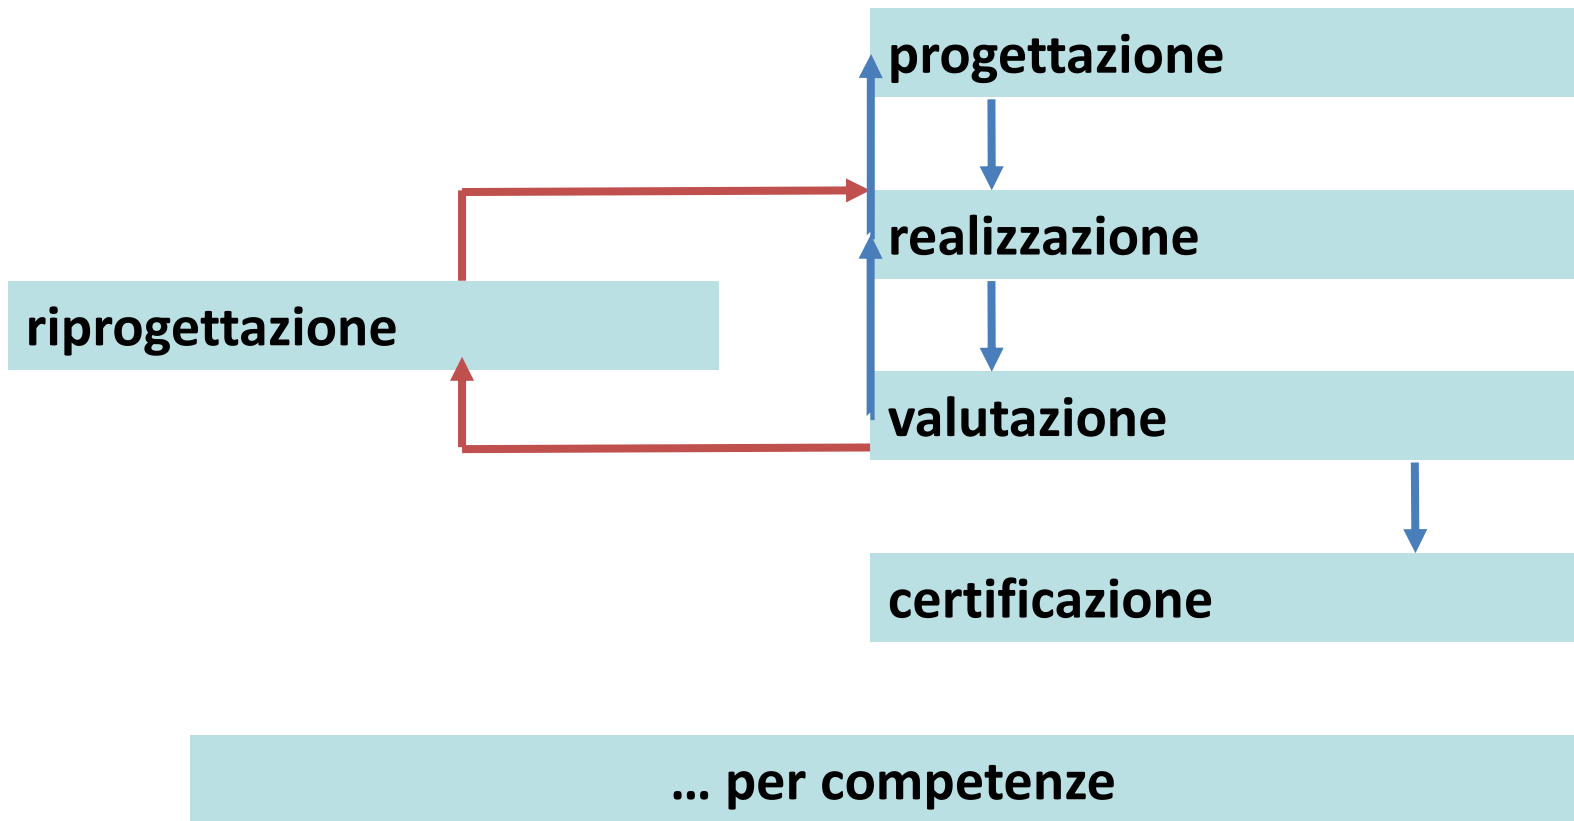 progettazione
realizzazione
riprogettazione
valutazione
certificazione
... per competenze